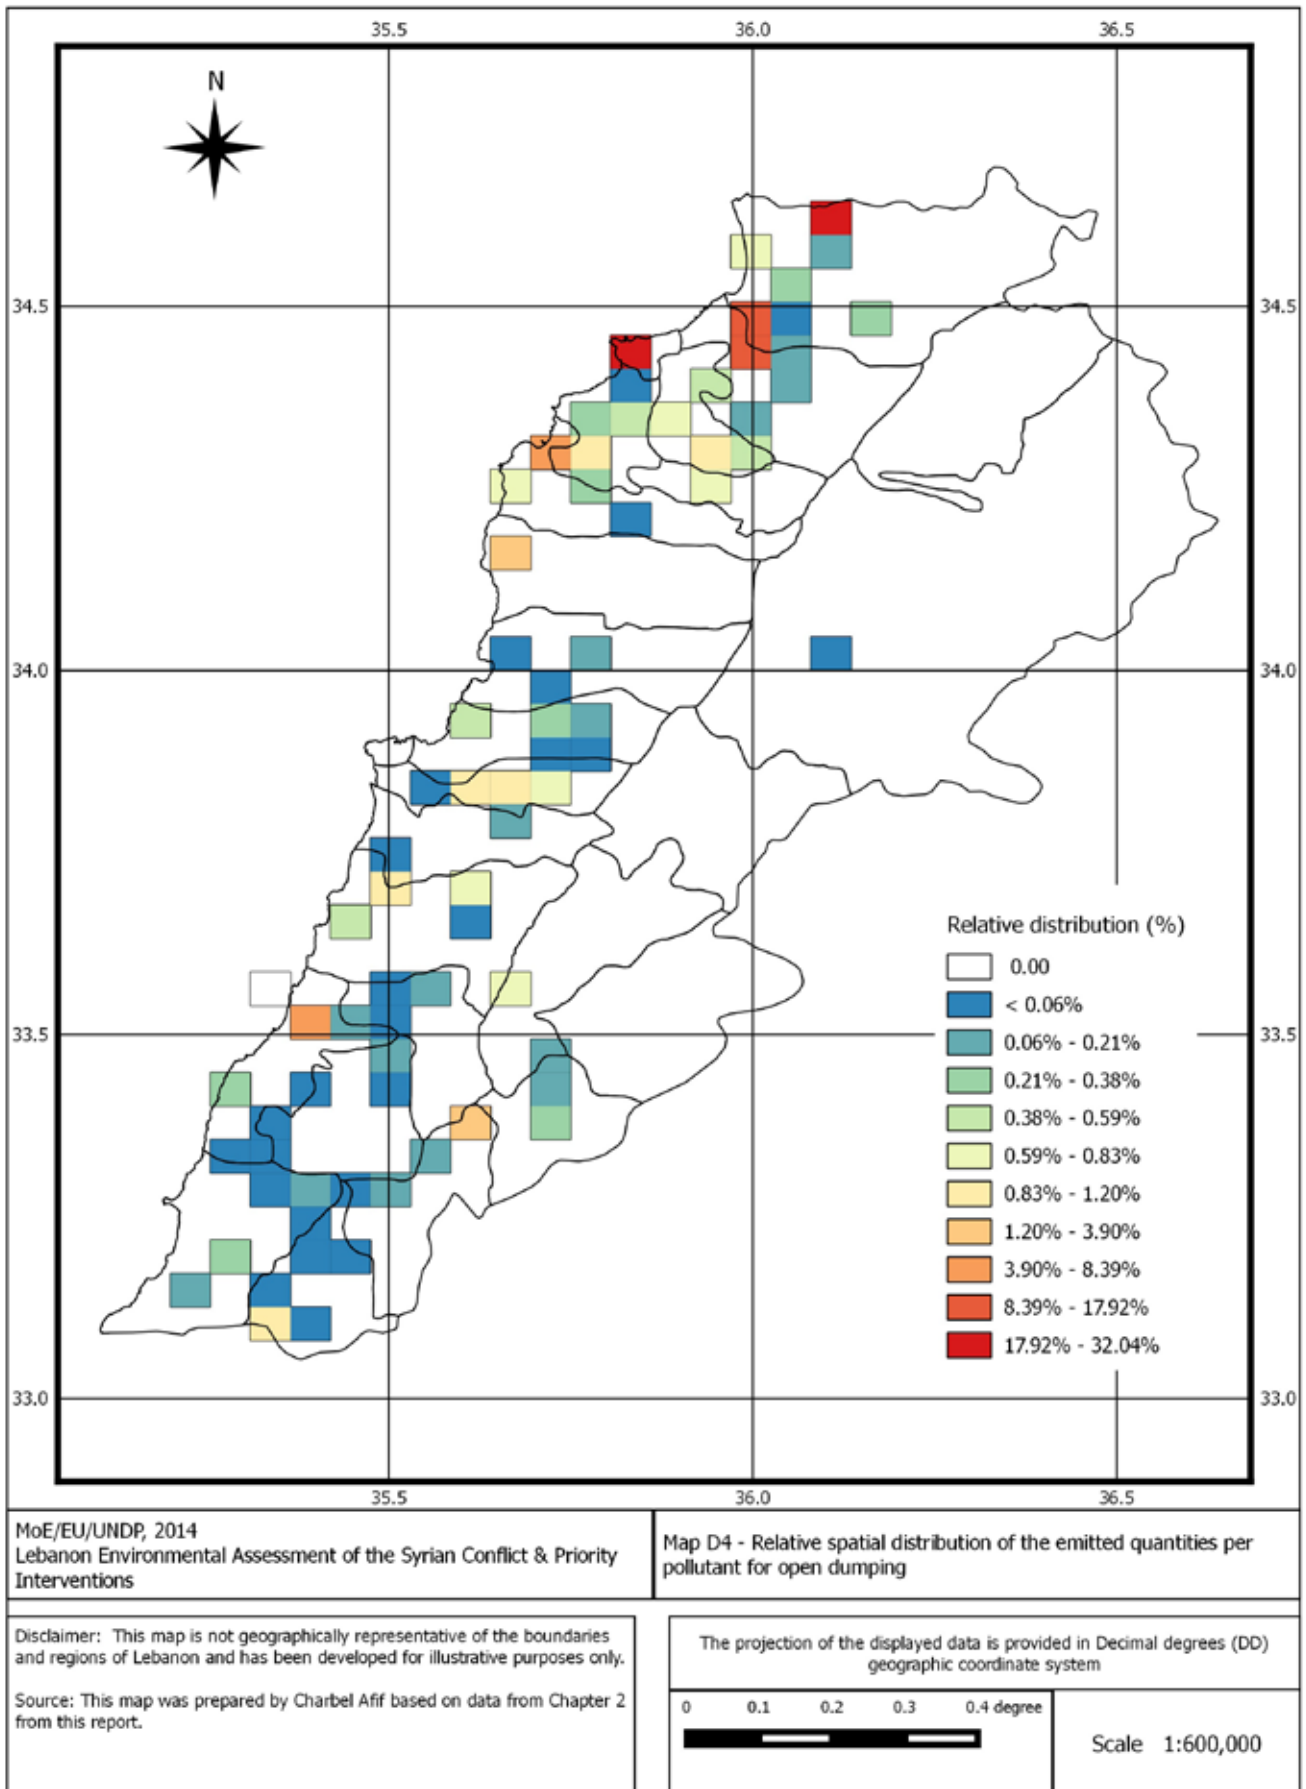 35.5 36.0 36.5
N
34.5 34.5
34.0 34.0
Relative distribution (%)
0.00
< 0.06%
33.5 33.5
0.06% - 0.21%
0.21% - 0.38%
0.38% - 0.59%
0.59% - 0.83%
0.83% - 1.20%
1.20% - 3.90%
3.90% - 8.39%
8.39% - 17.92%
17.92% - 32.04%
33.0 33.0
35.5 36.0 36.5
MoE/EU/UNDP, 2014
Lebanon Environmental Assessment of the Syrian Conflict & Priority
Interventions
Map D4 - Relative spatial distribution of the emitted quantities per
pollutant for open dumping
Disclaimer: This map is not geographically representative of the boundaries
and regions of Lebanon and has been developed for illustrative purposes only.
Source: This map was prepared by Charbel Afif based on data from Chapter 2
from this report.
The projection of the displayed data is provided in Decimal degrees (DD)
geographic coordinate system
0 0.1 0.2 0.3 0.4 degree
Scale 1:600,000